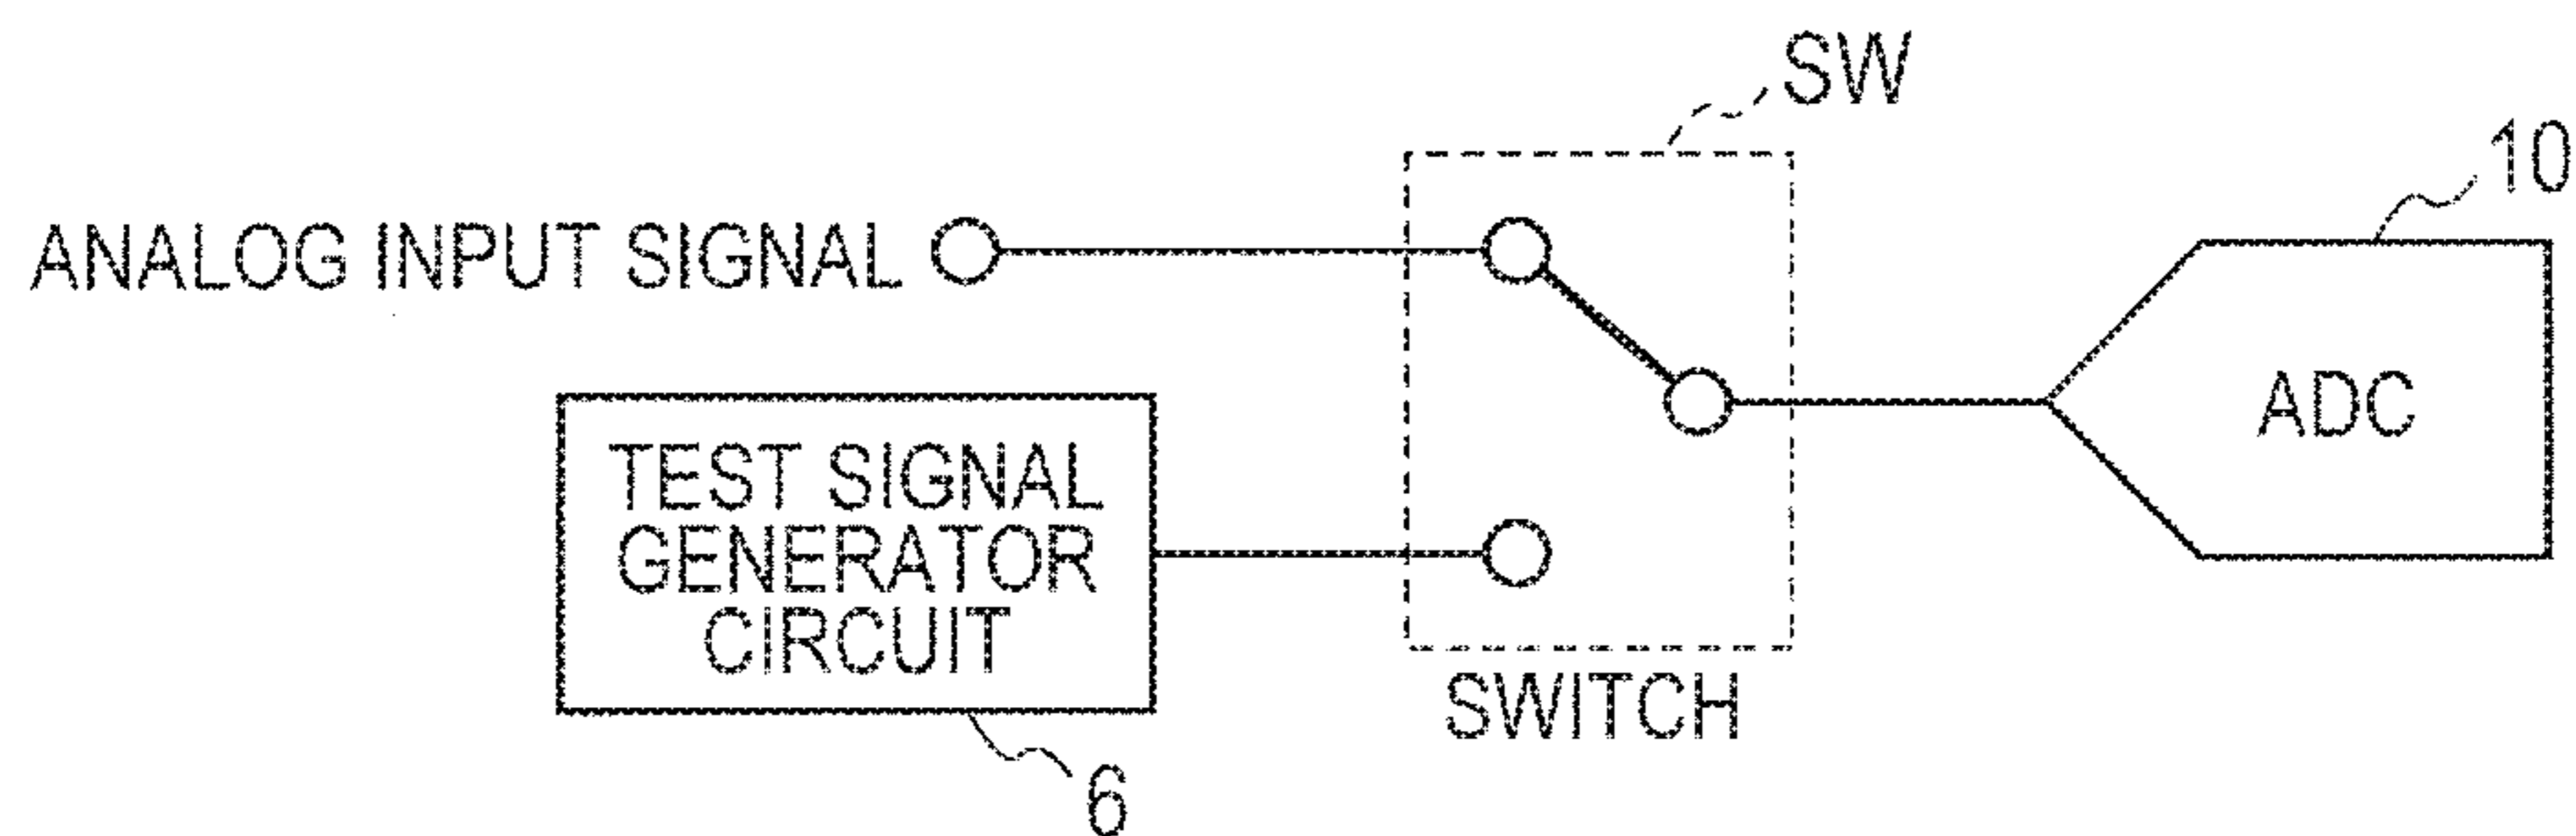 SW
10
ANALOG INPUT SIGNAL
ADC
TEST SIGNAL
GENERATOR
CIRCUIT
SWITCH
6